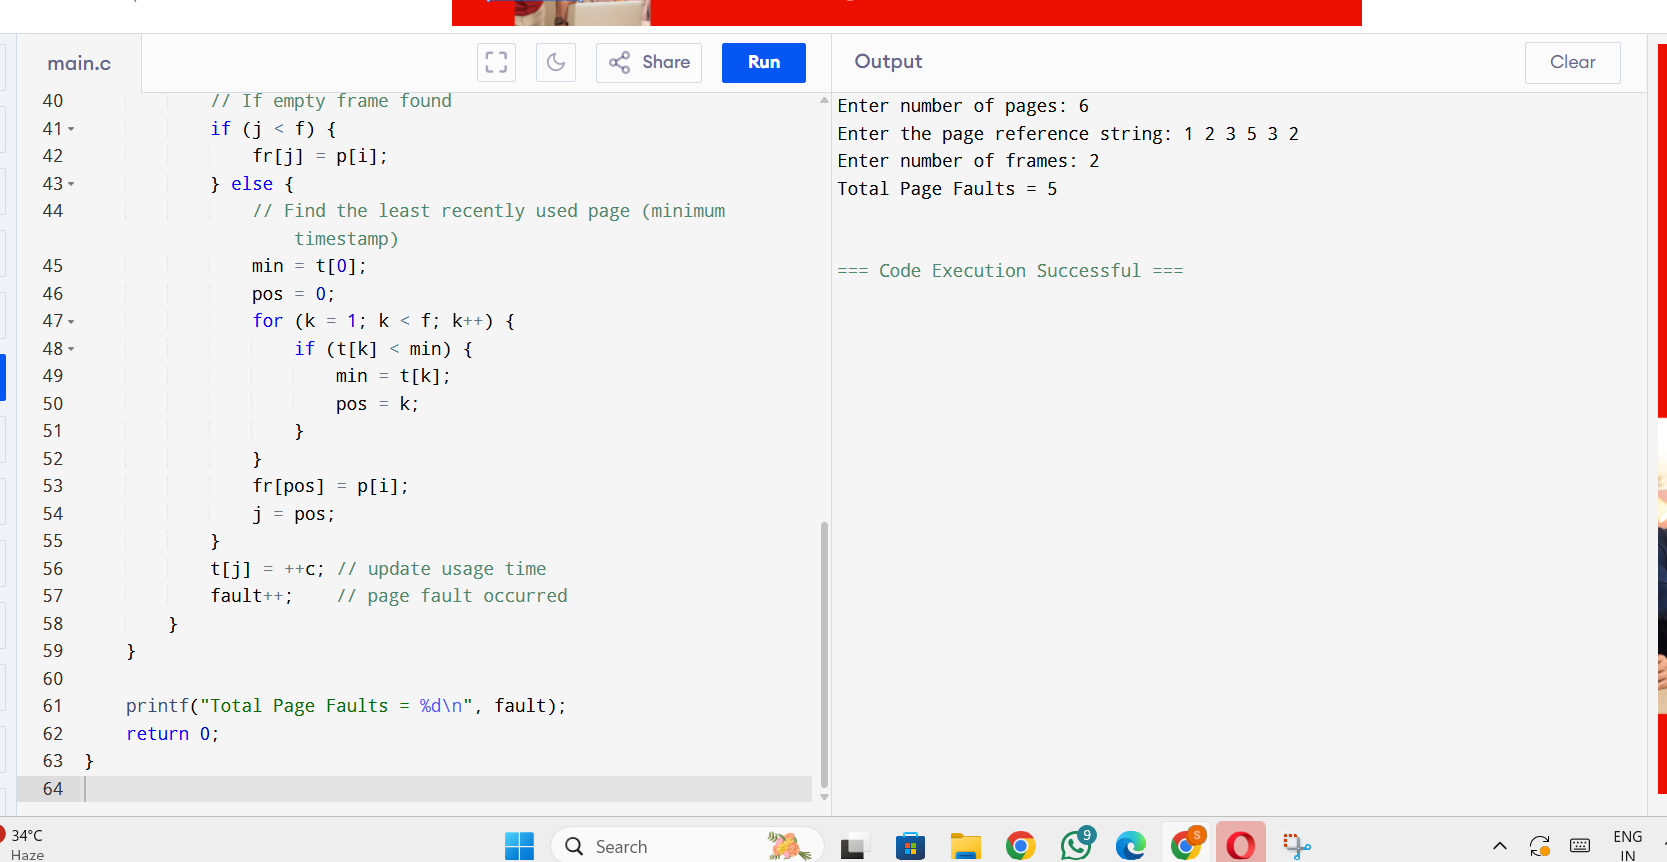 main.c
Share
Run
Output
Clear
40 // If empty frame found
41 if (j < f) {
42 fr[j] = p[i];
43 } else {
44 // Find the least recently used page (minimum
timestamp)
45 min = t[0];
46 pos = 0;
47 for (k = 1; k < f; k++) {
48 if (t[k] < min) {
49 min = t[k];
50 pos = k;
51 }
52 }
53 fr[pos] = p[i];
54 j = pos;
55 }
56 t[j] = ++c; // update usage time
57 fault++; // page fault occurred
58 }
59 }
60
61 printf("Total Page Faults = %d\n", fault);
62 return 0;
63 }
64
Enter number of pages: 6
Enter the page reference string: 1 2 3 5 3 2
Enter number of frames: 2
Total Page Faults = 5
=== Code Execution Successful ===
34°C
Haze
Search
9
S
ENG
IN